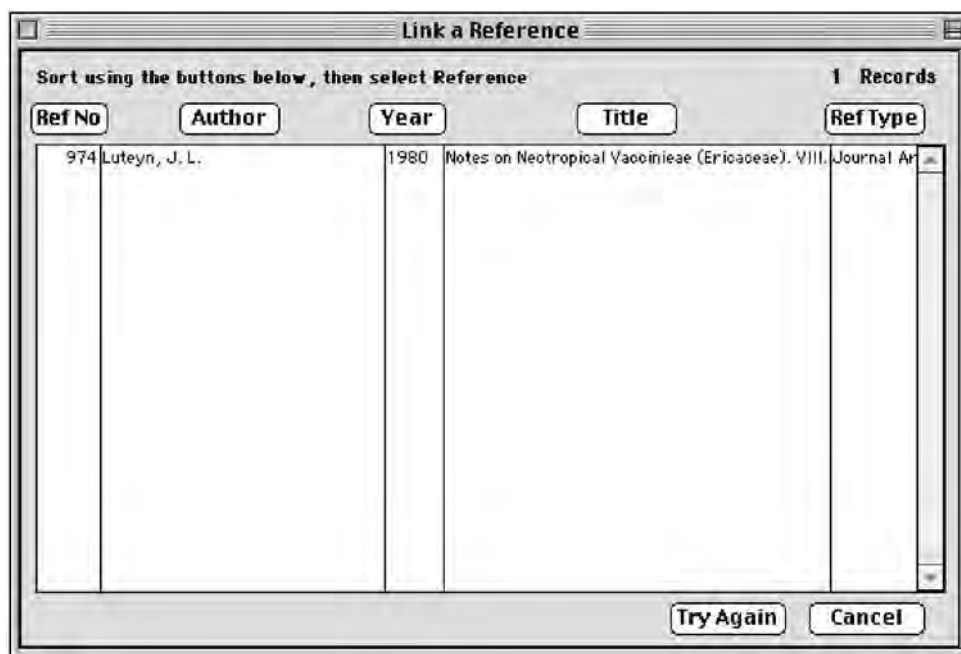 Link a Reference
Sort using the buttons below, then select Reference 1 Records
Ref No Author Year Title Ref Type
974 Luteyn, J. L. 1980 Notes on Neotropical Vaccinieae (Ericaceae). VIII. Journal Ar
Try Again Cancel